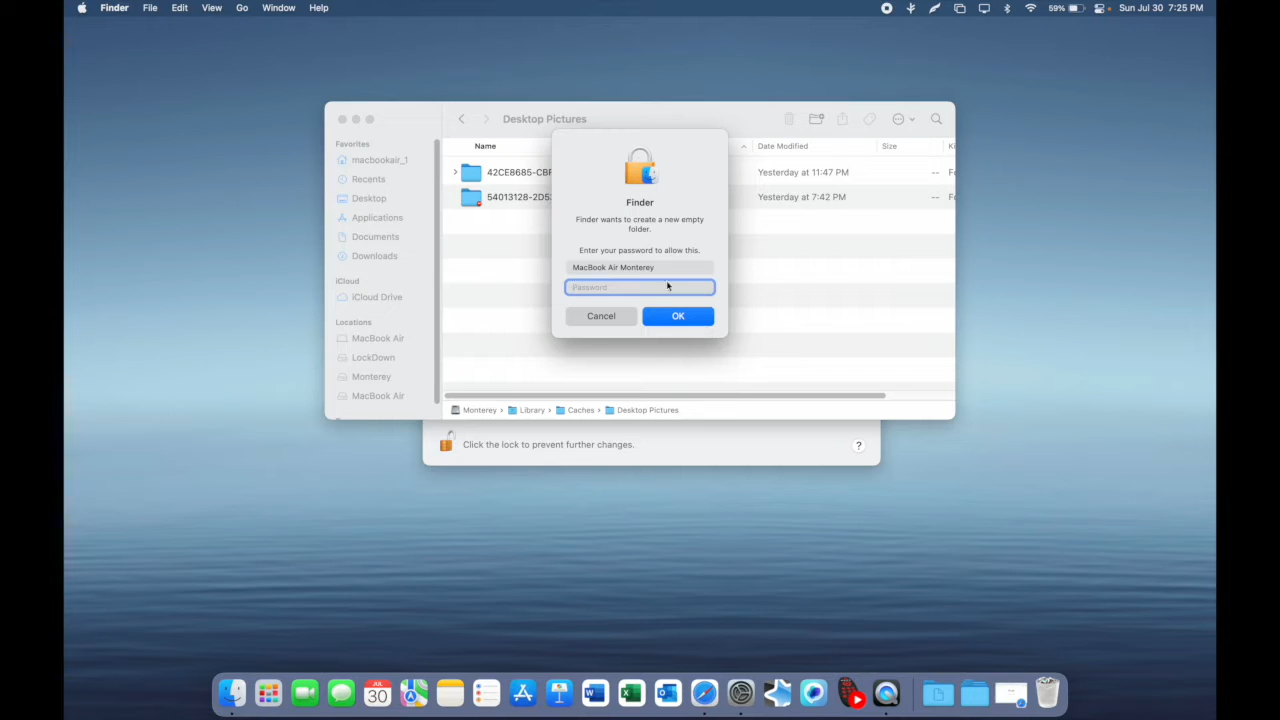 Finder File Edit View Go Window Help 59% Sun Jul 30 7:25 PM
Desktop Pictures
Favorites
macbookair_1
Recents
Desktop
Applications
Documents
Downloads
iCloud
iCloud Drive
Locations
MacBook Air
LockDown
Monterey
MacBook Air
Name Date Modified Size
42CE8685-CBF Yesterday at 11:47 PM --
54013128-2D5 Yesterday at 7:42 PM --
Finder
Finder wants to create a new empty
folder.
Enter your password to allow this.
MacBook Air Monterey
Password
Cancel OK
Monterey › Library › Caches › Desktop Pictures
Click the lock to prevent further changes. ?
JUL
30